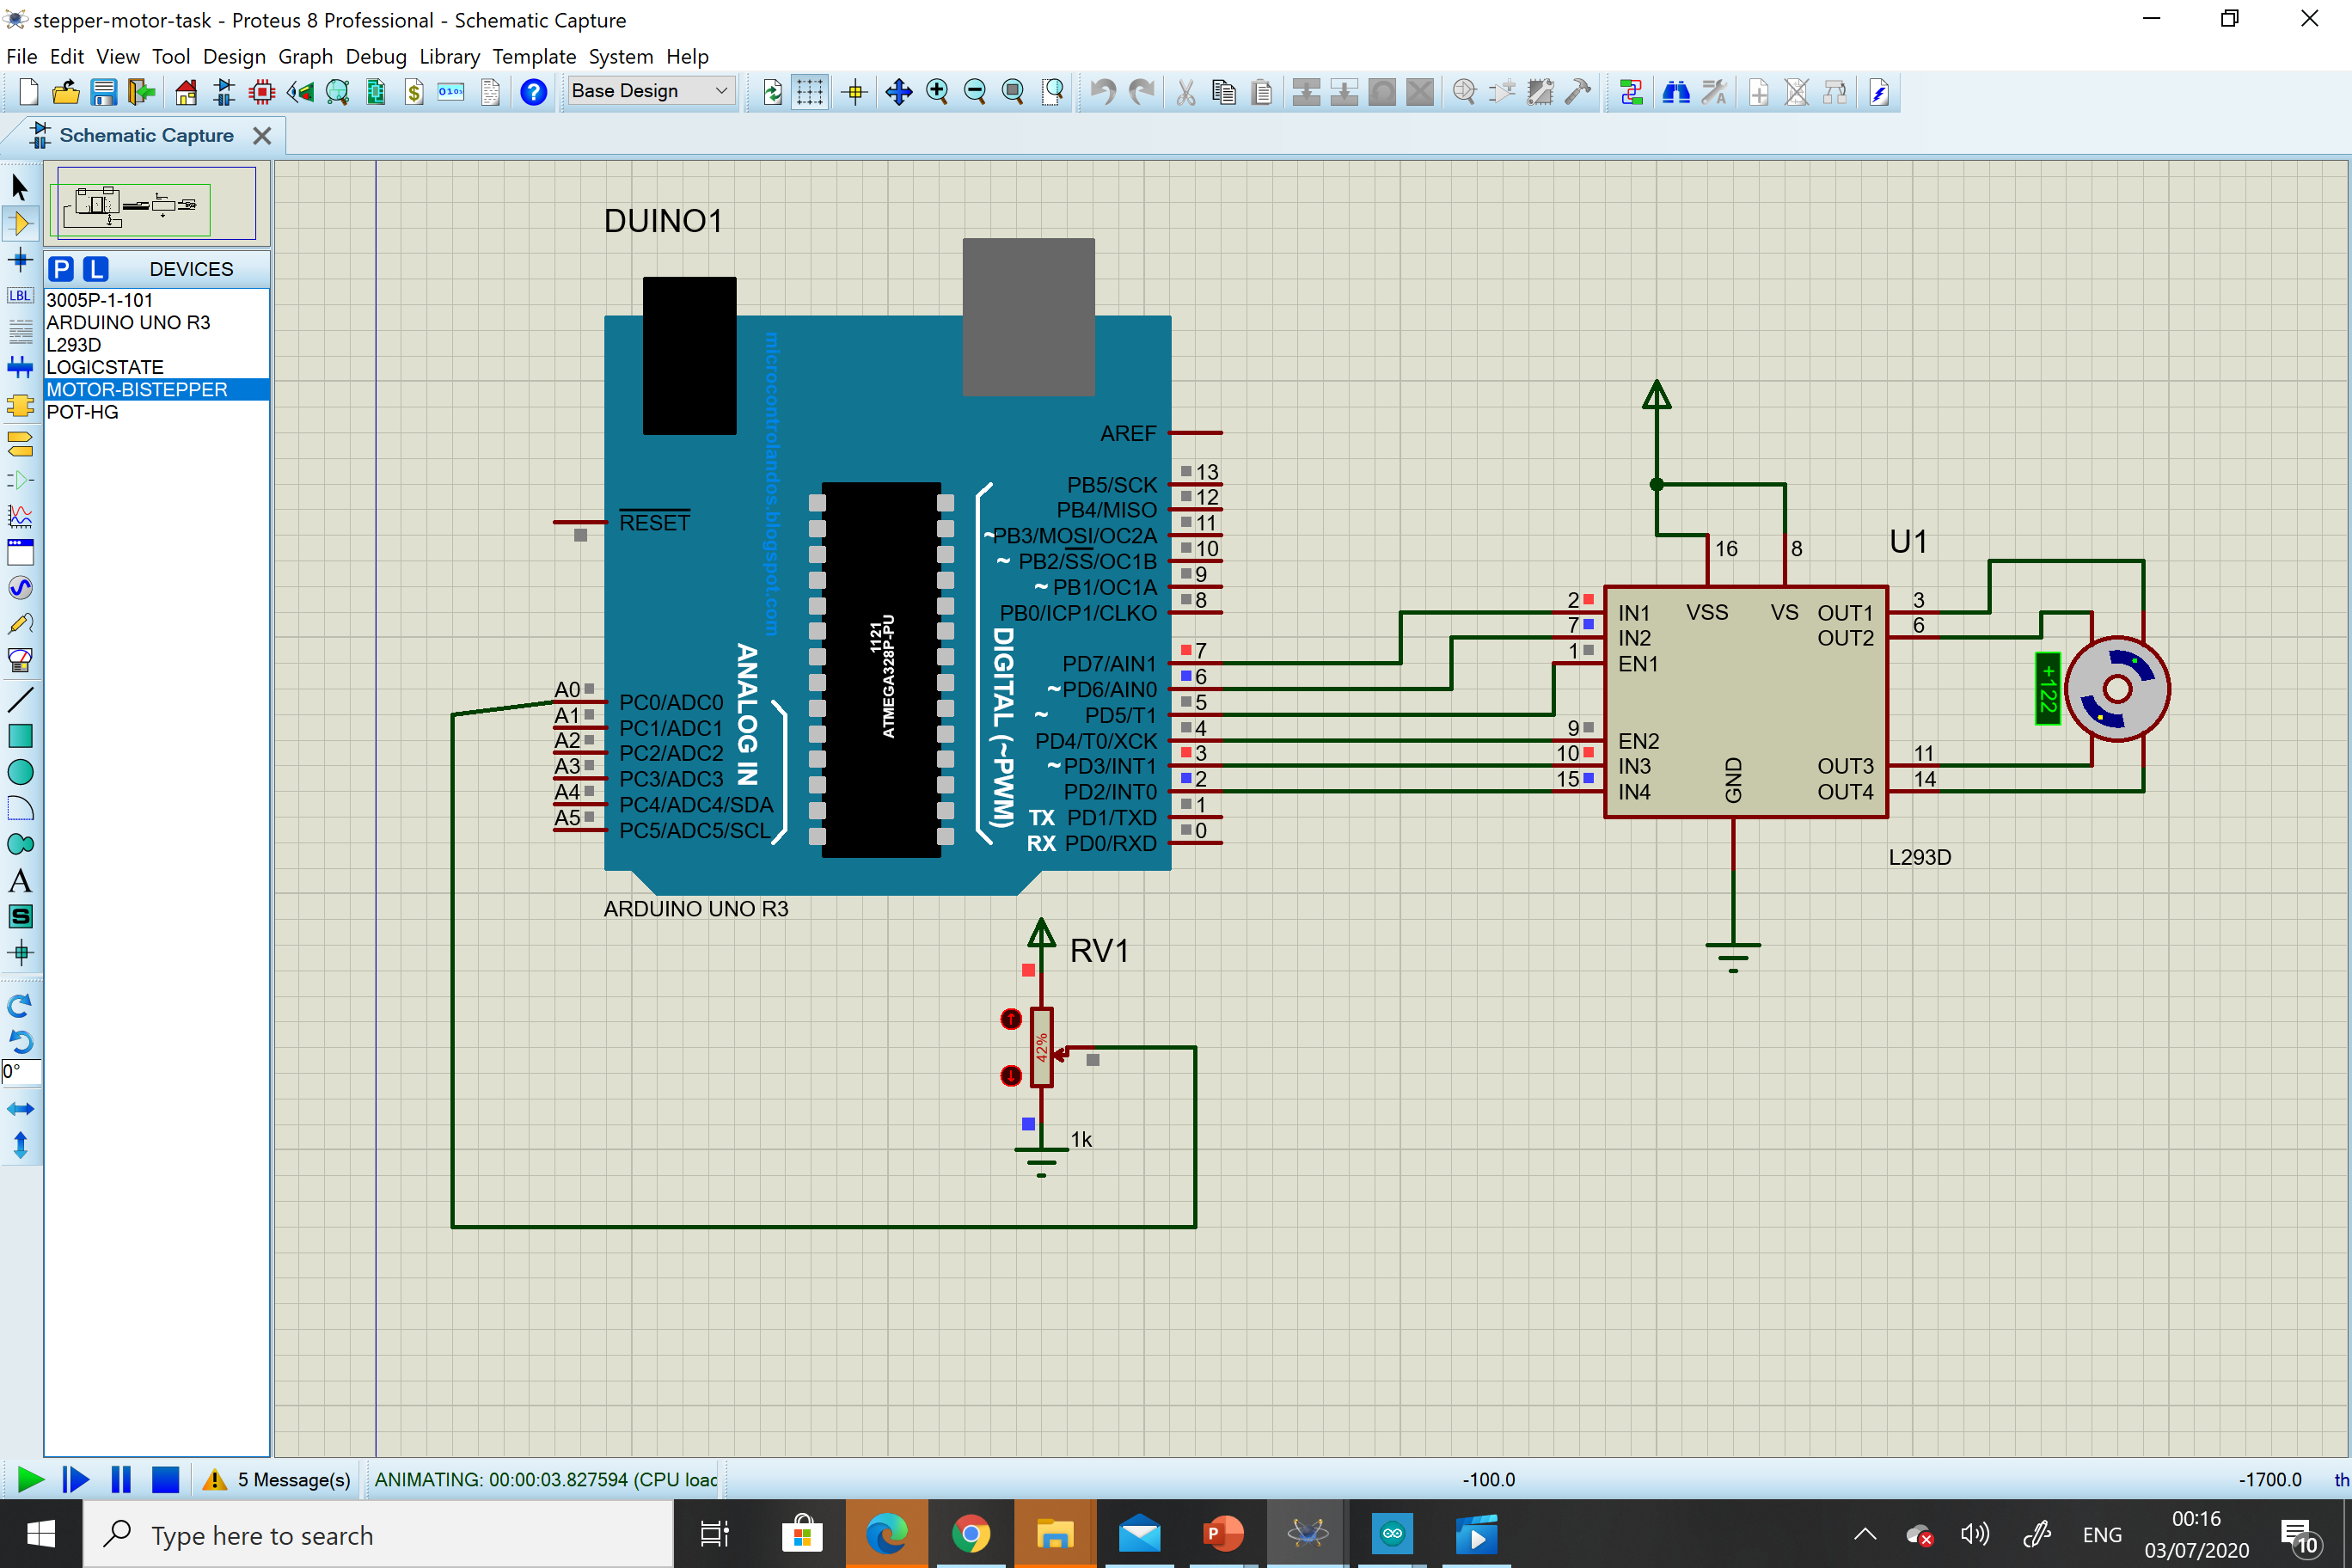 stepper-motor-task - Proteus 8 Professional - Schematic Capture
File Edit View Tool Design Graph Debug Library Template System Help
Base Design
Schematic Capture
P L DEVICES
3005P-1-101
ARDUINO UNO R3
L293D
LOGICSTATE
MOTOR-BISTEPPER
POT-HG
LBL
A
S
0°
DUINO1
microcontrolandos.blogspot.com
RESET
ANALOG IN
A0 PC0/ADC0
A1 PC1/ADC1
A2 PC2/ADC2
A3 PC3/ADC3
A4 PC4/ADC4/SDA
A5 PC5/ADC5/SCL
1121
ATMEGA328P-PU
DIGITAL (~PWM)
AREF
PB5/SCK 13
PB4/MISO 12
~PB3/MOSI/OC2A 11
~ PB2/SS/OC1B 10
~ PB1/OC1A 9
PB0/ICP1/CLKO 8
PD7/AIN1 7
~PD6/AIN0 6
~ PD5/T1 5
PD4/T0/XCK 4
~PD3/INT1 3
PD2/INT0 2
TX PD1/TXD 1
RX PD0/RXD 0
ARDUINO UNO R3
RV1
42%
1k
U1
16 8
2 IN1 VSS VS OUT1 3
7 IN2 OUT2 6
1 EN1
9 EN2
10 IN3 OUT3 11
15 IN4 OUT4 14
GND
L293D
+122
5 Message(s) ANIMATING: 00:00:03.827594 (CPU loac -100.0 -1700.0 th
Type here to search
ENG
00:16
03/07/2020
10